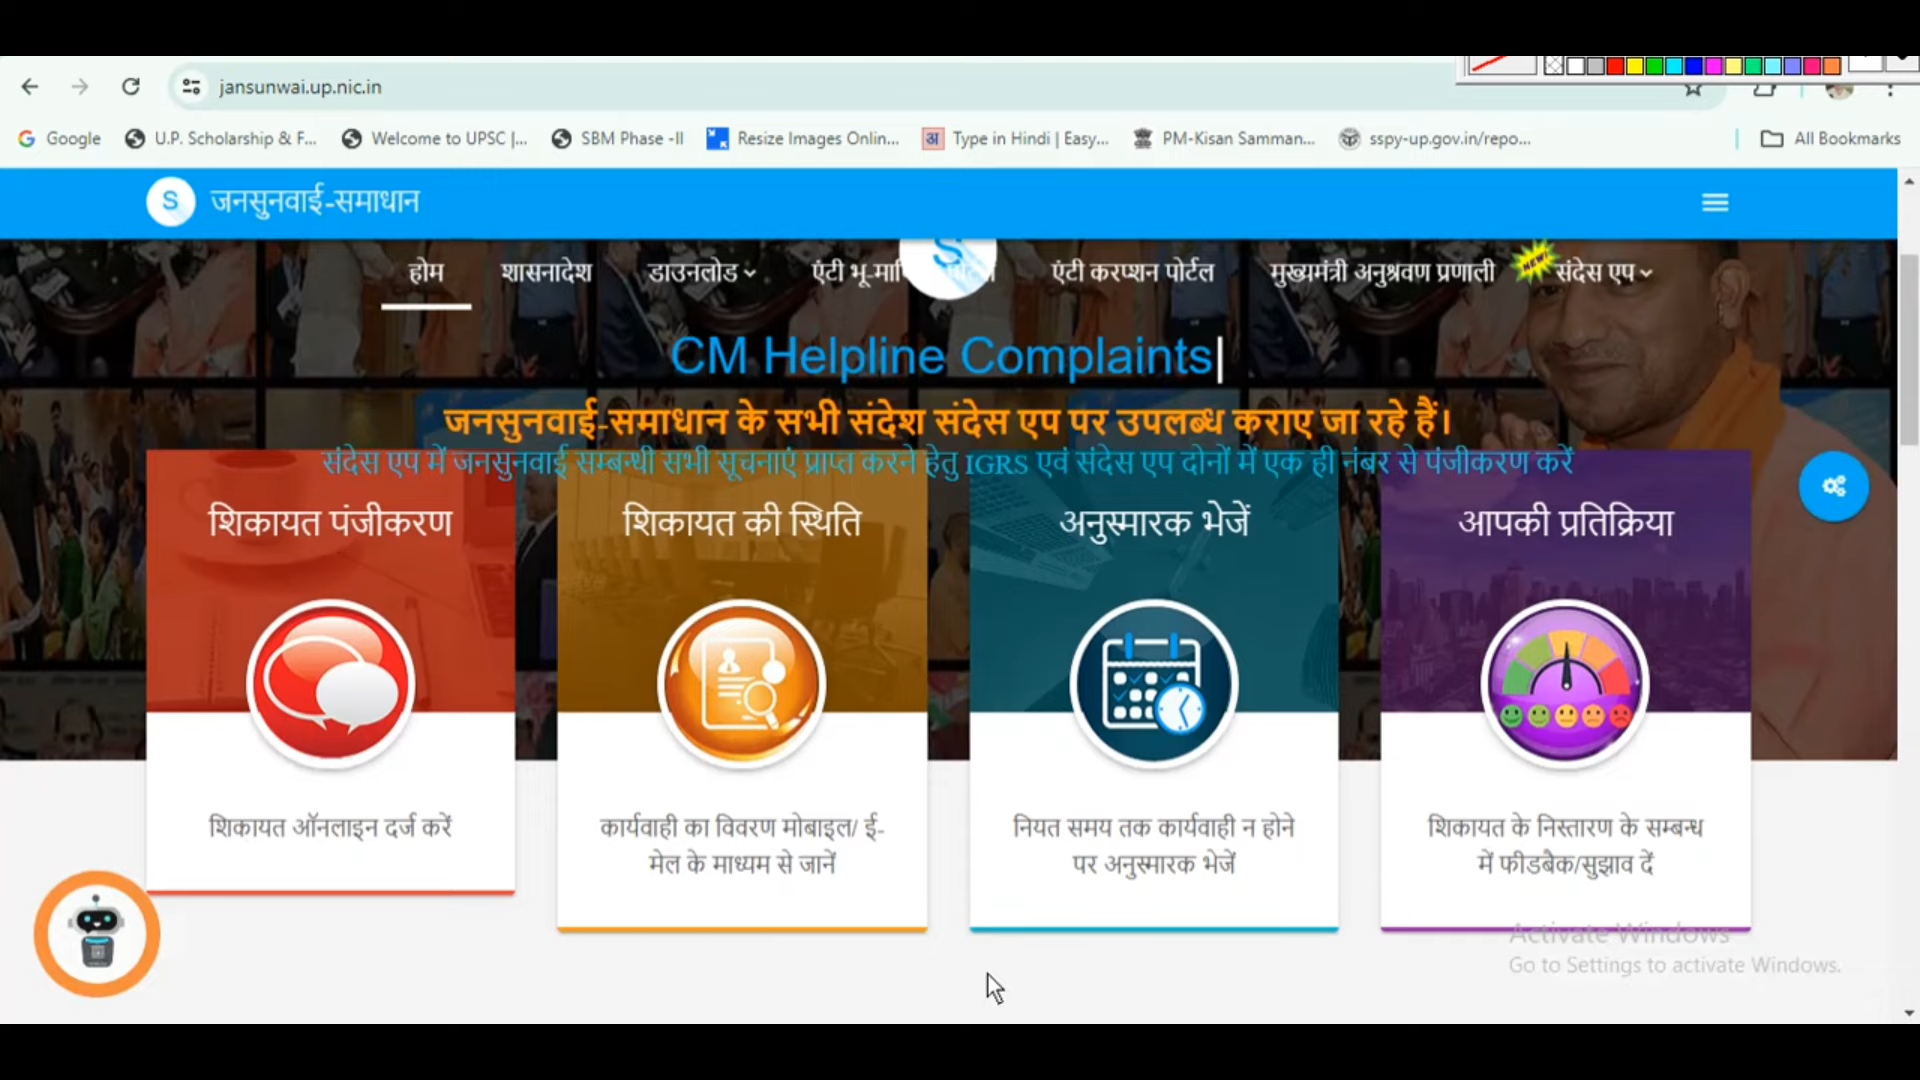 jansunwai.up.nic.in
Google
U.P. Scholarship & F...
Welcome to UPSC |...
SBM Phase -II
Resize Images Onlin...
अ
Type in Hindi | Easy...
PM-Kisan Samman...
sspy-up.gov.in/repo...
All Bookmarks
S जनसुनवाई-समाधान
S
होम
शासनादेश
डाउनलोड
एंटी भू-माफि
एंटी करप्शन पोर्टल
मुख्यमंत्री अनुश्रवण प्रणाली
NEW
संदेस एप
CM Helpline Complaints
जनसुनवाई-समाधान के सभी संदेश संदेस एप पर उपलब्ध कराए जा रहे हैं।
संदेस एप में जनसुनवाई सम्बन्धी सभी सूचनाएं प्राप्त करने हेतु IGRS एवं संदेस एप दोनों में एक ही नंबर से पंजीकरण करें
शिकायत पंजीकरण
शिकायत ऑनलाइन दर्ज करें
शिकायत की स्थिति
कार्यवाही का विवरण मोबाइल/ ई-
मेल के माध्यम से जानें
अनुस्मारक भेजें
नियत समय तक कार्यवाही न होने
पर अनुस्मारक भेजें
आपकी प्रतिक्रिया
शिकायत के निस्तारण के सम्बन्ध
में फीडबैक/सुझाव दें
Activate Windows
Go to Settings to activate Windows.